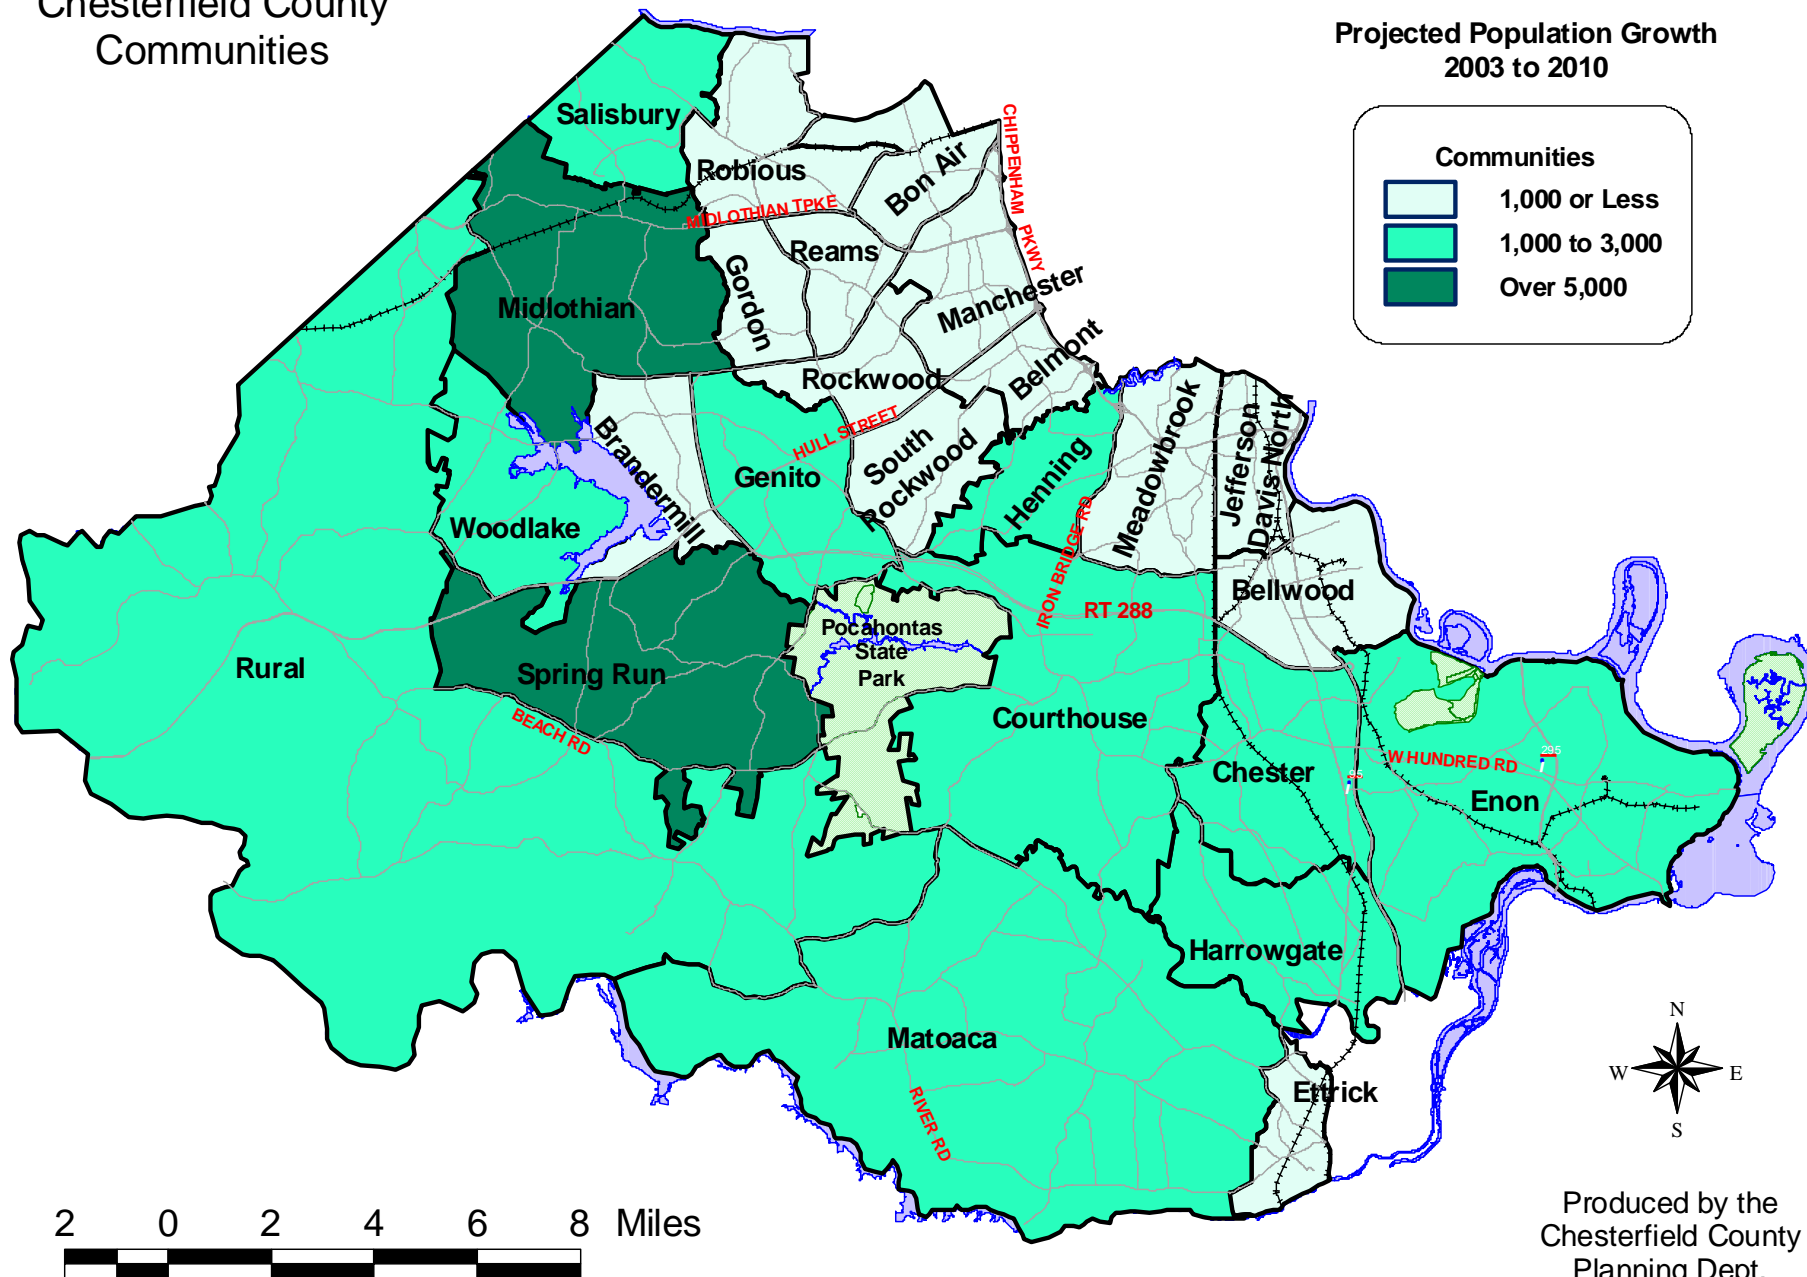 Chesterfield County
Communities
Projected Population Growth
2003 to 2010
Communities
1,000 or Less
1,000 to 3,000
Over 5,000
Salisbury
Robious
Bon Air
CHIPPENHAM PKWY
MIDLOTHIAN TPKE
Reams
Gordon
Midlothian
Manchester
Belmont
Rockwood
HULL STREET
Brandermill
Genito
South
Rockwood
Henning
Meadowbrook
Jefferson
Davis North
Woodlake
IRON BRIDGE RD
Bellwood
RT 288
Pocahontas
State
Park
Rural
Spring Run
BEACH RD
Courthouse
Chester
W HUNDRED RD
295
95
Enon
Harrowgate
Matoaca
RIVER RD
Ettrick
N
W E
S
2 0 2 4 6 8 Miles
Produced by the
Chesterfield County
Planning Dept.